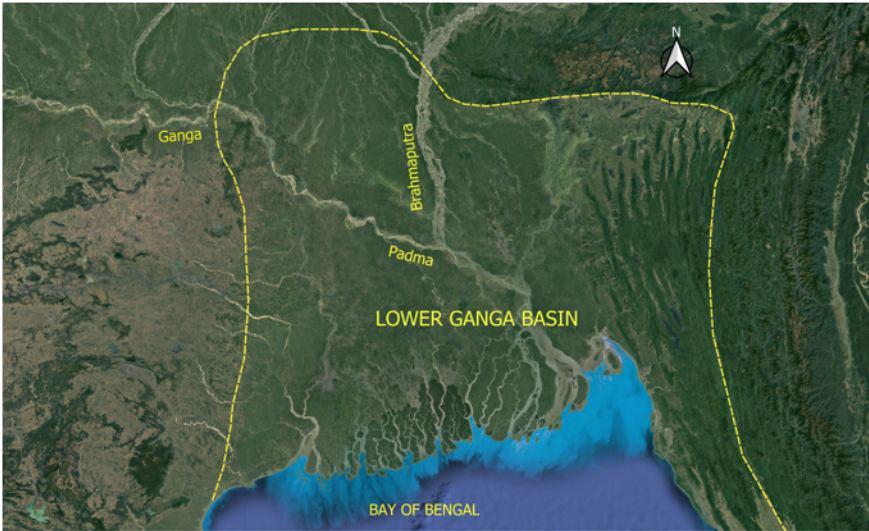 N
Ganga
Brahmaputra
Padma
LOWER GANGA BASIN
BAY OF BENGAL